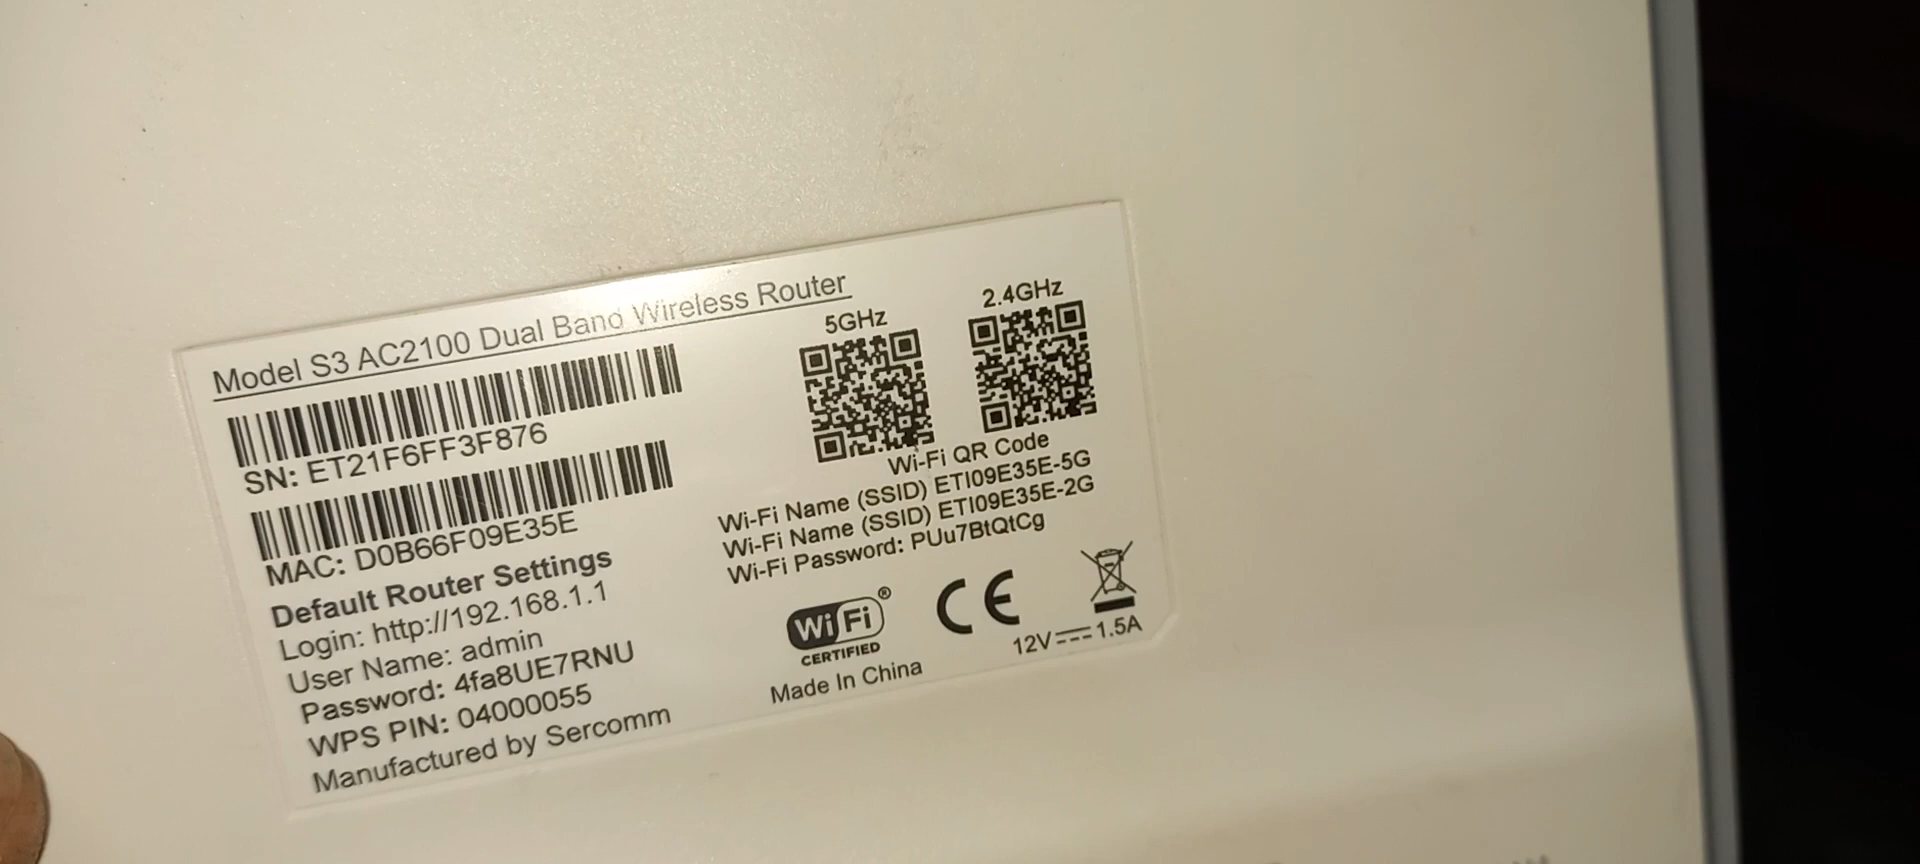 Model S3 AC2100 Dual Band Wireless Router
SN: ET21F6FF3F876
MAC: D0B66F09E35E
Default Router Settings
Login: http://192.168.1.1
User Name: admin
Password: 4fa8UE7RNU
WPS PIN: 04000055
Manufactured by Sercomm
5GHz
2.4GHz
Wi-Fi QR Code
Wi-Fi Name (SSID) ETI09E35E-5G
Wi-Fi Name (SSID) ETI09E35E-2G
Wi-Fi Password: PUu7BtQtCg
Wi Fi ®
CERTIFIED
CE
Made In China
12V 1.5A